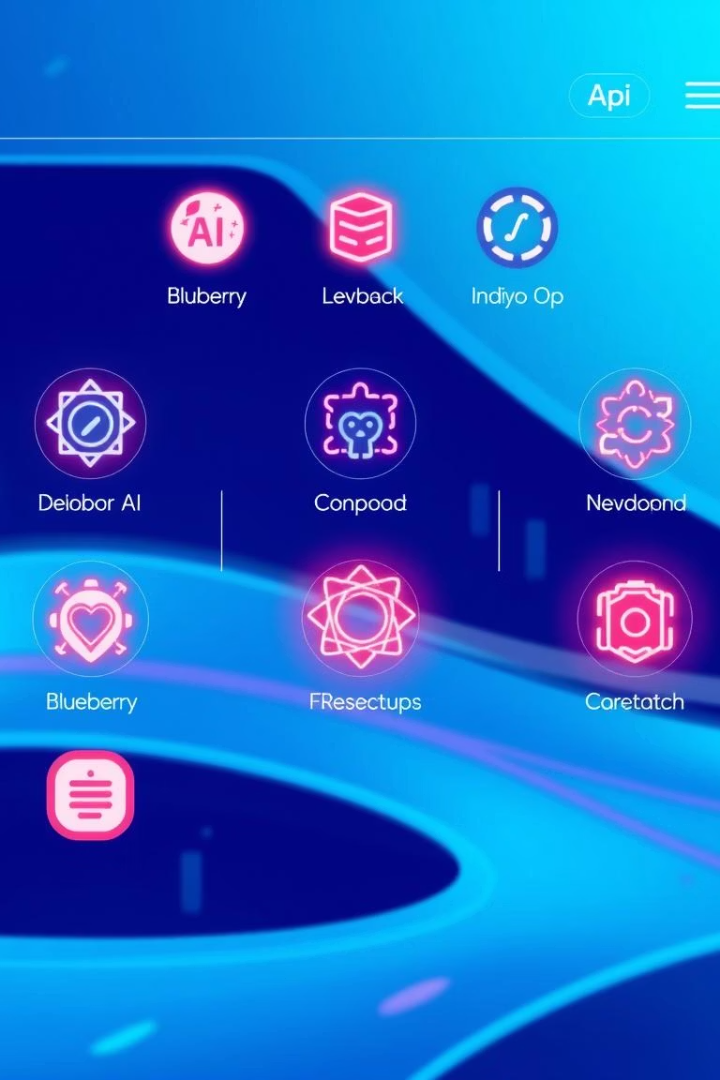 Api
AI
Bluberry Levback Indiyo Op
Deiobor AI Conpood Nevdoond
Blueberry FResectups Caretatch